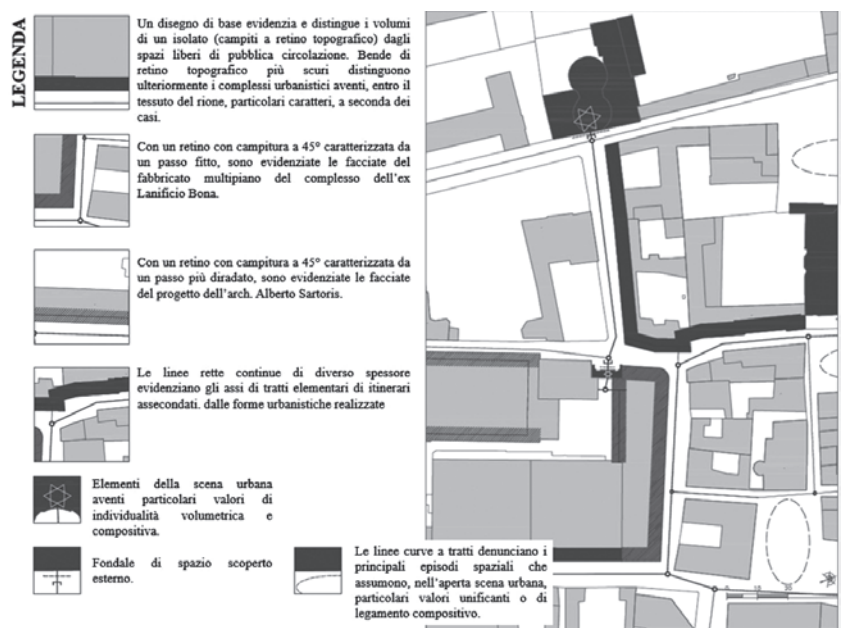 LEGENDA
Un disegno di base evidenzia e distingue i volumi
di un isolato (campiti a retino topografico) dagli
spazi liberi di pubblica circolazione. Bende di
retino topografico più scuri distinguono
ulteriormente i complessi urbanistici aventi, entro il
tessuto del rione, particolari caratteri, a seconda dei
casi.
Con un retino con campitura a 45° caratterizzata da
un passo fitto, sono evidenziate le facciate del
fabbricato multipiano del complesso dell'ex
Lanificio Bona.
Con un retino con campitura a 45° caratterizzata da
un passo più diradato, sono evidenziate le facciate
del progetto dell'arch. Alberto Sartoris.
Le linee rette continue di diverso spessore
evidenziano gli assi di tratti elementari di itinerari
assecondati. dalle forme urbanistiche realizzate
Elementi della scena urbana
aventi particolari valori di
individualità volumetrica e
compositiva.
Fondale di spazio scoperto
esterno.
Le linee curve a tratti denunciano i
principali episodi spaziali che
assumono, nell'aperta scena urbana,
particolari valori unificanti o di
legamento compositivo.